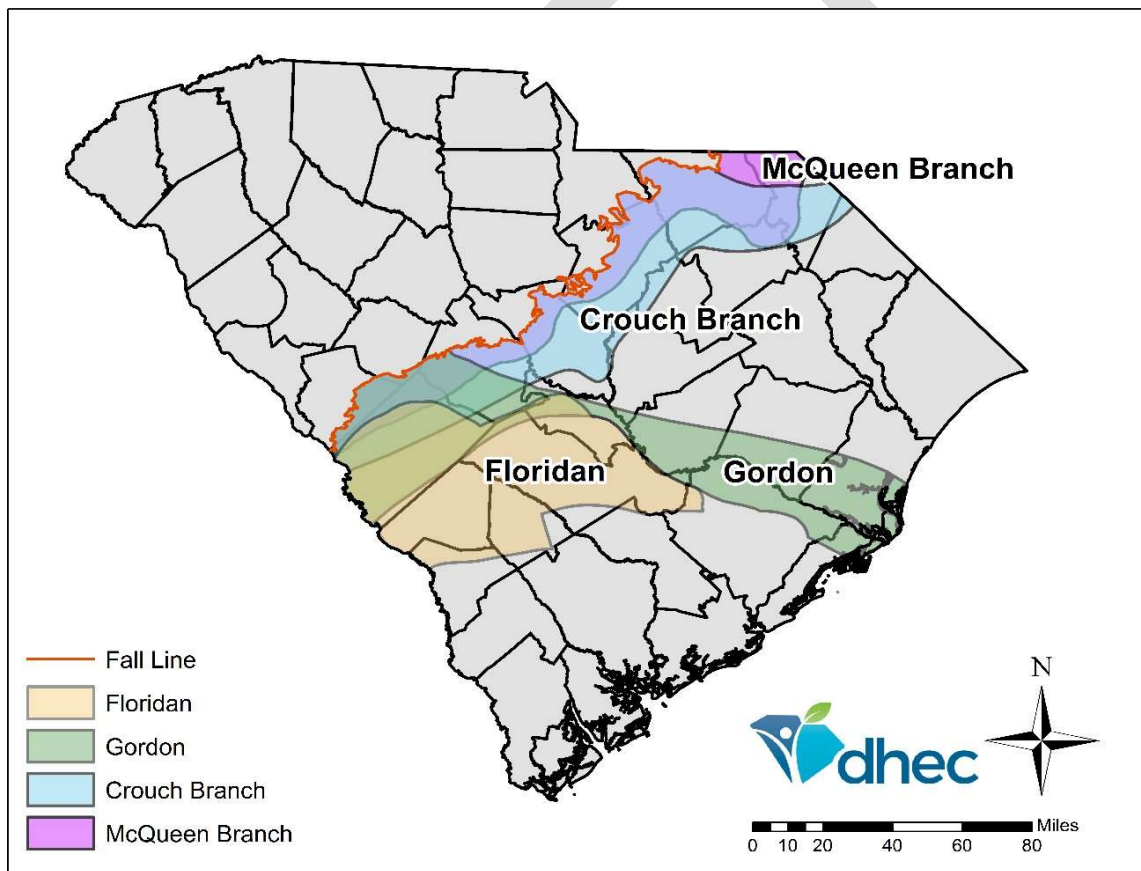 McQueen Branch
Crouch Branch
Floridan
Gordon
Fall Line
Floridan
Gordon
Crouch Branch
McQueen Branch
dhec
N
Miles
0 10 20 40 60 80